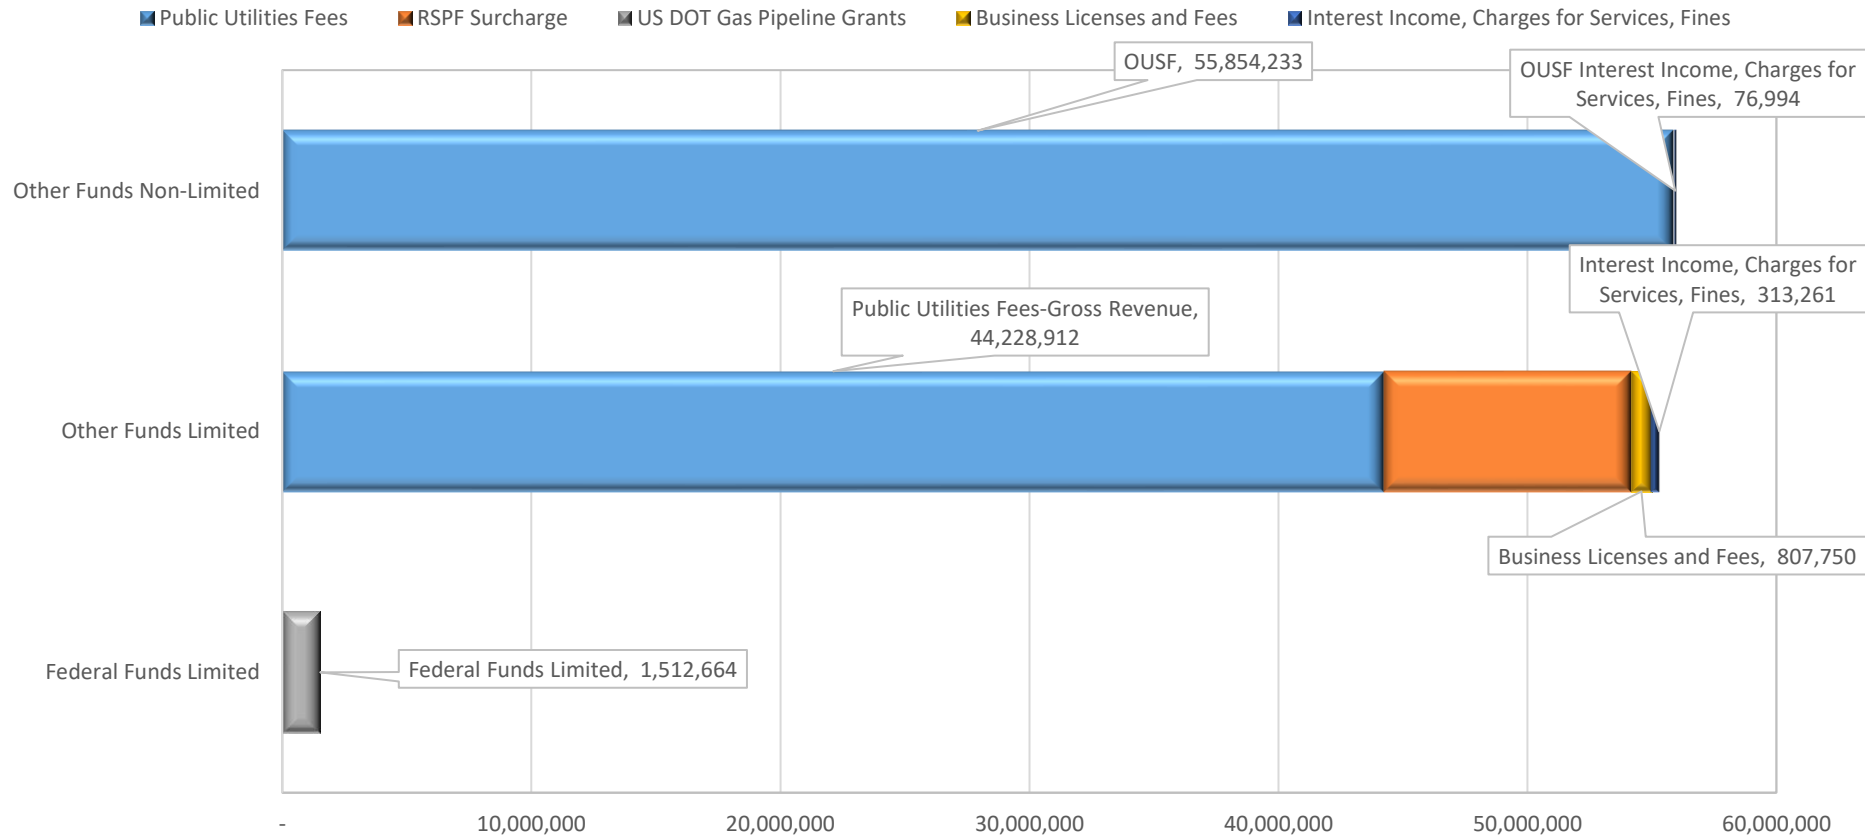 Public Utilities Fees
RSPF Surcharge
US DOT Gas Pipeline Grants
Business Licenses and Fees
Interest Income, Charges for Services, Fines
OUSF, 55,854,233
OUSF Interest Income, Charges for
Services, Fines, 76,994
Other Funds Non-Limited
Interest Income, Charges for
Services, Fines, 313,261
Public Utilities Fees-Gross Revenue,
44,228,912
Other Funds Limited
Business Licenses and Fees, 807,750
Federal Funds Limited
Federal Funds Limited, 1,512,664
-
10,000,000
20,000,000
30,000,000
40,000,000
50,000,000
60,000,000